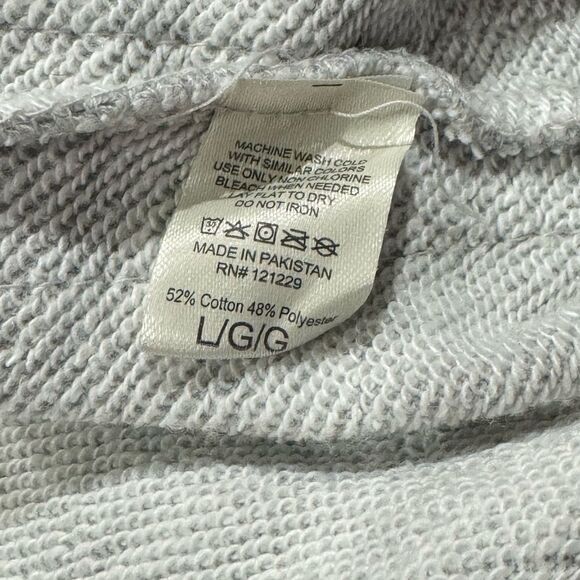 MACHINE WASH COLD
WITH SIMILAR COLORS
USE ONLY NON CHLORINE
BLEACH WHEN NEEDED
LAY FLAT TO DRY
DO NOT IRON
MADE IN PAKISTAN
RN# 121229
52% Cotton 48% Polyester
L/G/G